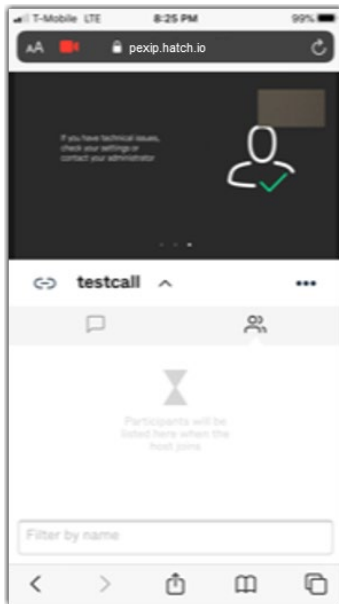 T-Mobile LTE 8:25 PM 99%
AA pexip.hatch.io
If you have technical issues,
check your settings or
contact your administrator
testcall
Participants will be
listed here when the
host joins
Filter by name